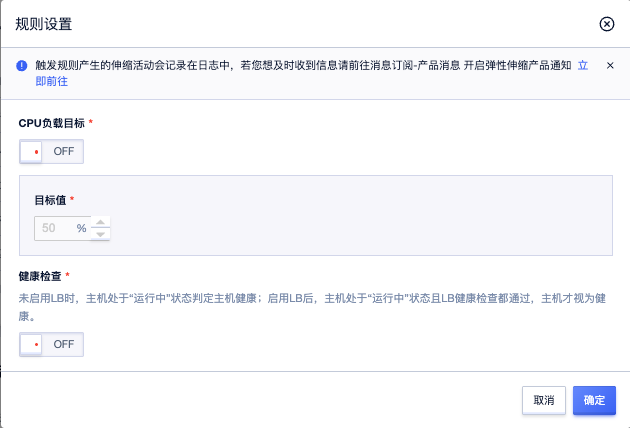 规则设置
触发规则产生的伸缩活动会记录在日志中，若您想及时收到信息请前往消息订阅-产品消息 开启弹性伸缩产品通知 立
即前往
CPU负载目标 *
OFF
目标值 *
50 %
健康检查 *
未启用LB时，主机处于“运行中”状态判定主机健康；启用LB后，主机处于“运行中”状态且LB健康检查都通过，主机才视为健
康。
OFF
取消 确定